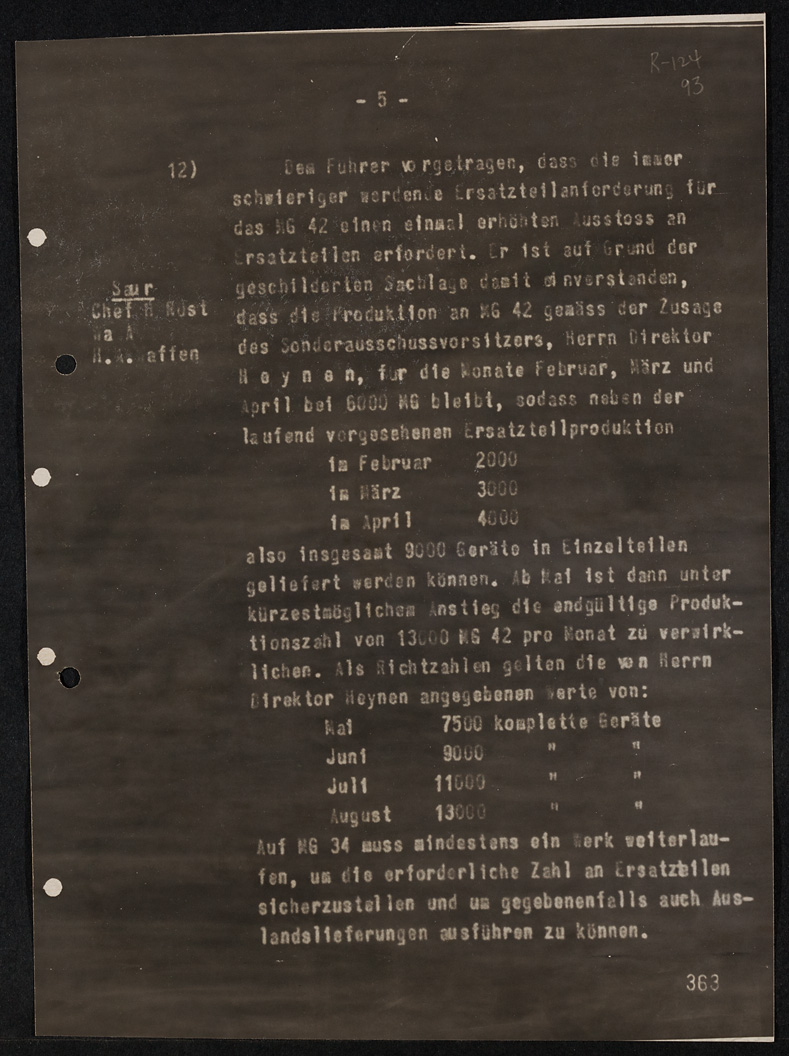 R-124
93
- 5 -
12) Dem Führer vorgetragen, dass die immer
schwieriger werdende Ersatzteilanforderung für
das MG 42 einen einmal erhöhten Ausstoss an
Ersatzteilen erfordert. Er ist auf Grund der
geschilderten Sachlage damit einverstanden,
dass die Produktion an MG 42 gemäss der Zusage
des Sonderausschussvorsitzers, Herrn Direktor
H e y n e n, für die Monate Februar, März und
April bei 6000 MG bleibt, sodass neben der
laufend vorgesehenen Ersatzteilproduktion
Saur
Chef H Rüst
Wa A
H.A.Waffen
im Februar 2000
im März 3000
im April 4000
also insgesamt 9000 Geräte in Einzelteilen
geliefert werden können. Ab Mai ist dann unter
kürzestmöglichem Anstieg die endgültige Produk-
tionszahl von 13000 MG 42 pro Monat zu verwirk-
lichen. Als Richtzahlen gelten die von Herrn
Direktor Heynen angegebenen Werte von:
Mai 7500 komplette Geräte
Juni 9000 " "
Juli 11000 " "
August 13000 " "
Auf MG 34 muss mindestens ein Werk weiterlau-
fen, um die erforderliche Zahl an Ersatzteilen
sicherzustellen und um gegebenenfalls auch Aus-
landslieferungen ausführen zu können.
363